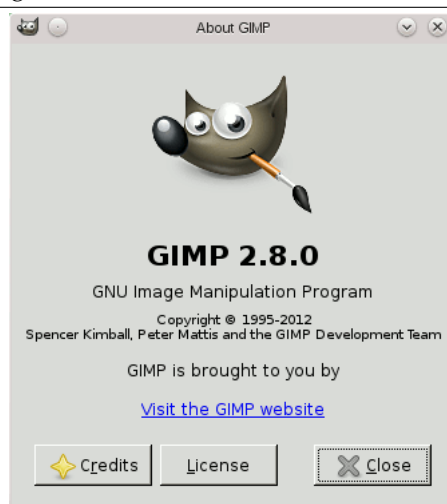 About GIMP
GIMP 2.8.0
GNU Image Manipulation Program
Copyright © 1995-2012
Spencer Kimball, Peter Mattis and the GIMP Development Team
GIMP is brought to you by
Visit the GIMP website
Credits
License
Close